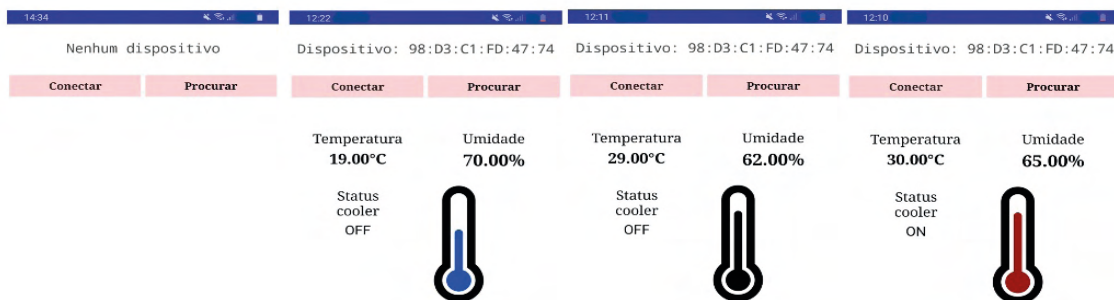 14:34
Nenhum dispositivo
Conectar Procurar
12:22
Dispositivo: 98:D3:C1:FD:47:74
Conectar Procurar
Temperatura Umidade
19.00°C 70.00%
Status
cooler
OFF
12:11
Dispositivo: 98:D3:C1:FD:47:74
Conectar Procurar
Temperatura Umidade
29.00°C 62.00%
Status
cooler
OFF
12:10
Dispositivo: 98:D3:C1:FD:47:74
Conectar Procurar
Temperatura Umidade
30.00°C 65.00%
Status
cooler
ON